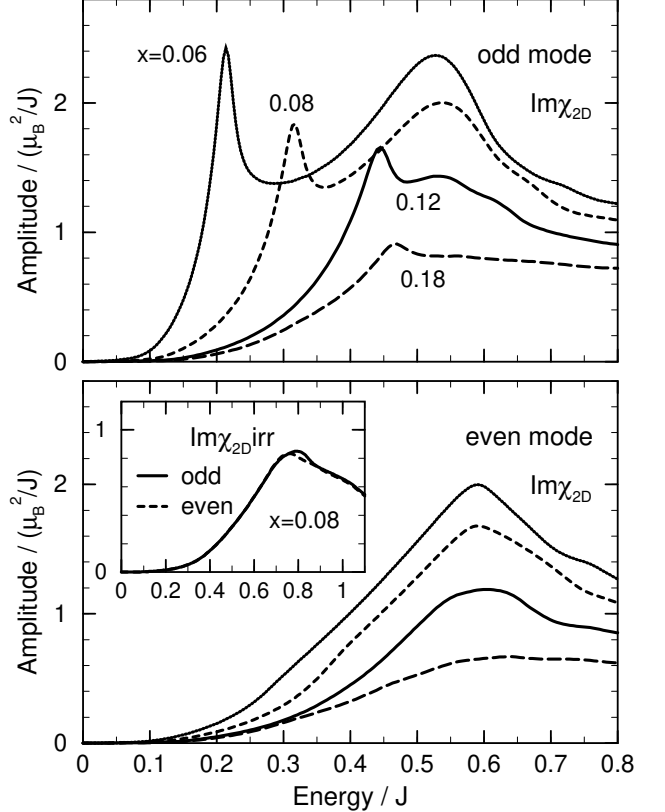 x=0.06
odd mode
Imχ2D
0.08
0.12
0.18
Amplitude / (μB²/J)
2
1
0
even mode
Imχ2D
Imχ2Dirr
odd
even
x=0.08
1
0
0 0.2 0.4 0.6 0.8 1
Amplitude / (μB²/J)
2
1
0
0 0.1 0.2 0.3 0.4 0.5 0.6 0.7 0.8
Energy / J